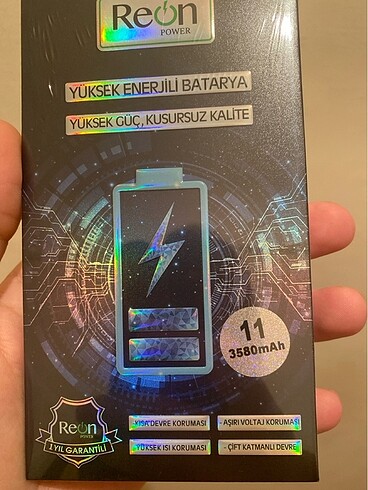 Reon
POWER
YÜKSEK ENERJİLİ BATARYA
YÜKSEK GÜÇ, KUSURSUZ KALİTE
11
3580mAh
Reon
POWER
1 YIL GARANTİLİ
-KISA DEVRE KORUMASI
- AŞIRI VOLTAJ KORUMASI
-YÜKSEK ISI KORUMASI
- ÇİFT KATMANLI DEVRE